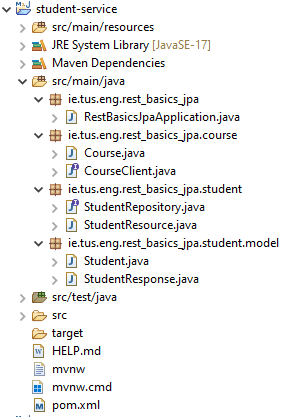 student-service
src/main/resources
JRE System Library [JavaSE-17]
Maven Dependencies
src/main/java
ie.tus.eng.rest_basics_jpa
RestBasicsJpaApplication.java
ie.tus.eng.rest_basics_jpa.course
Course.java
CourseClient.java
ie.tus.eng.rest_basics_jpa.student
StudentRepository.java
StudentResource.java
ie.tus.eng.rest_basics_jpa.student.model
Student.java
StudentResponse.java
src/test/java
src
target
HELP.md
mvnw
mvnw.cmd
pom.xml